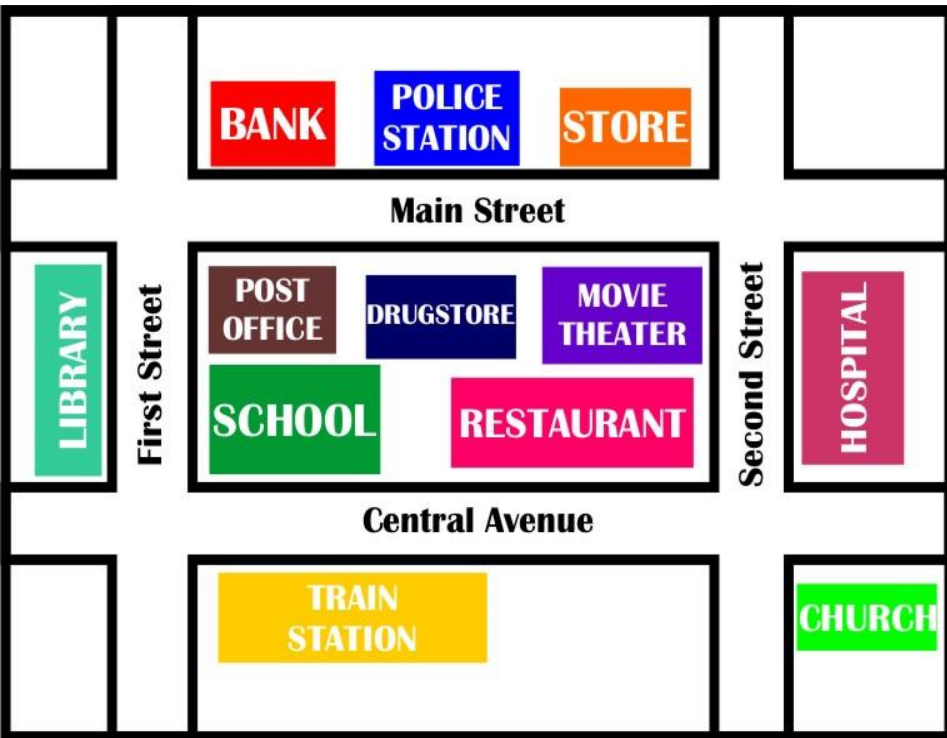 BANK
POLICE
STATION
STORE
Main Street
LIBRARY
First Street
POST
OFFICE
DRUGSTORE
MOVIE
THEATER
SCHOOL
RESTAURANT
Second Street
HOSPITAL
Central Avenue
TRAIN
STATION
CHURCH